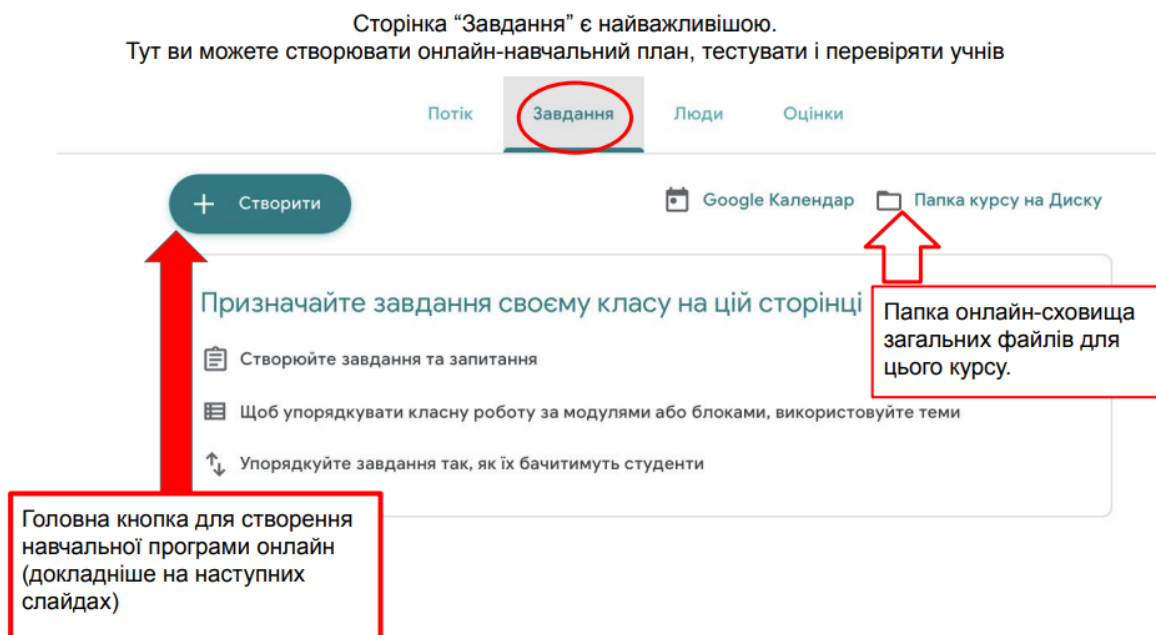 Сторінка “Завдання” є найважливішою.
Тут ви можете створювати онлайн-навчальний план, тестувати і перевіряти учнів
Потік Завдання Люди Оцінки
Створити Google Календар Папка курсу на Диску
Призначайте завдання своєму класу на цій сторінці
Папка онлайн-сховища
загальних файлів для
цього курсу.
Створюйте завдання та запитання
Щоб упорядкувати класну роботу за модулями або блоками, використовуйте теми
Упорядкуйте завдання так, як їх бачитимуть студенти
Головна кнопка для створення
навчальної програми онлайн
(докладніше на наступних
слайдах)